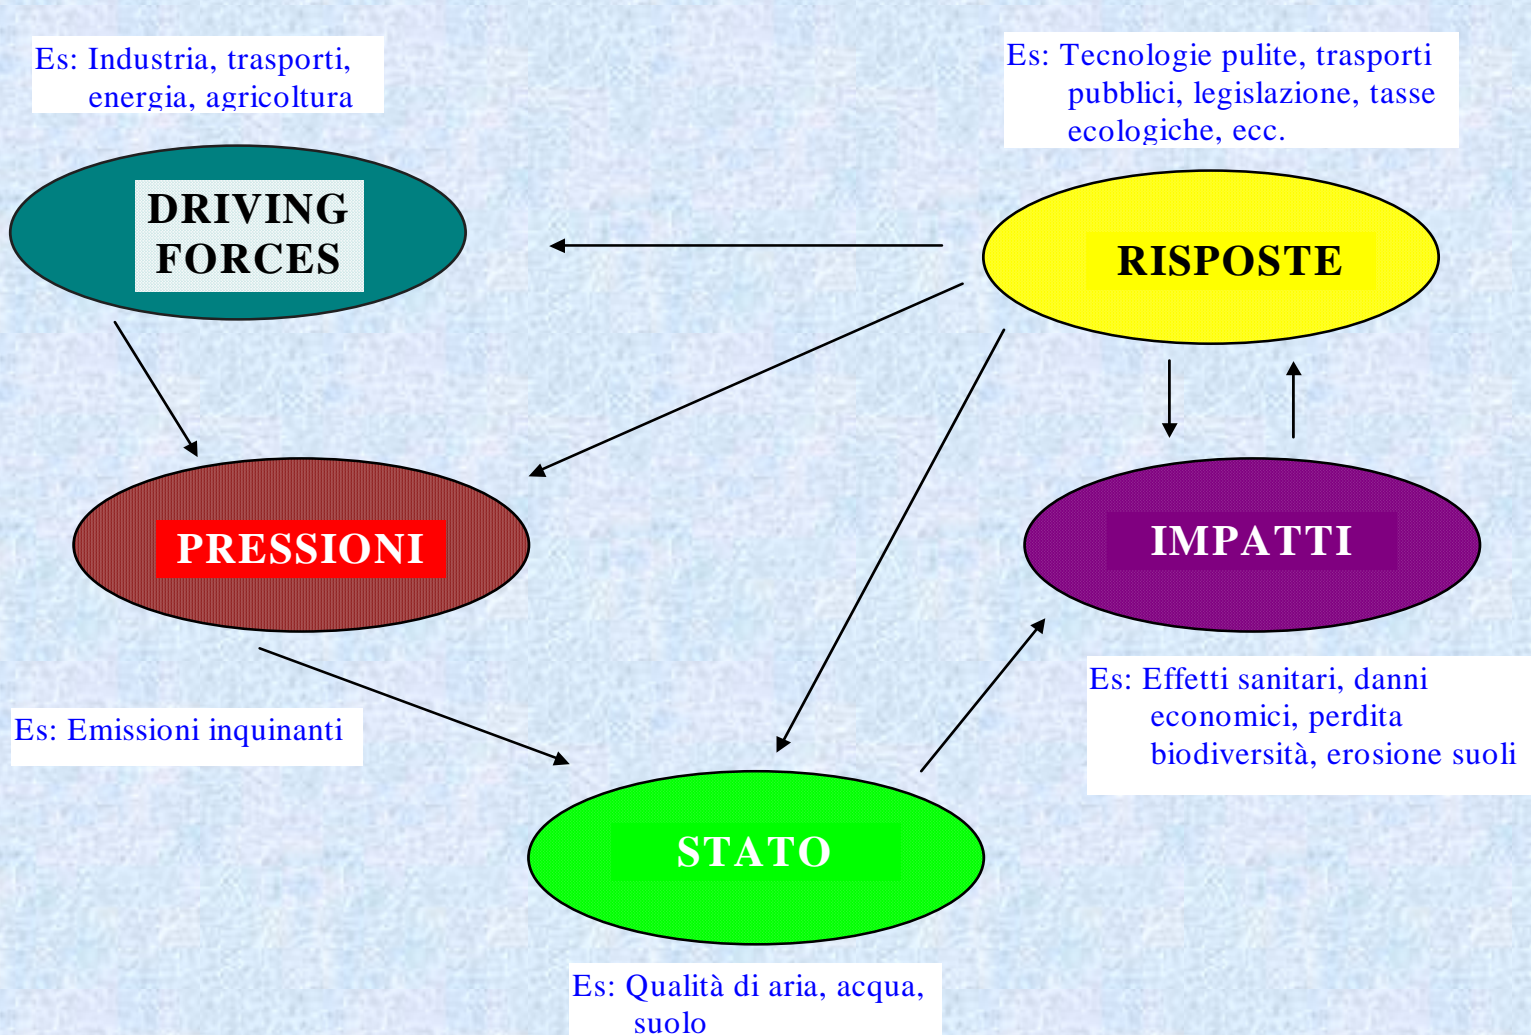 Es: Industria, trasporti,
energia, agricoltura
Es: Tecnologie pulite, trasporti
pubblici, legislazione, tasse
ecologiche, ecc.
DRIVING
FORCES
RISPOSTE
PRESSIONI
IMPATTI
Es: Emissioni inquinanti
Es: Effetti sanitari, danni
economici, perdita
biodiversità, erosione suoli
STATO
Es: Qualità di aria, acqua,
suolo